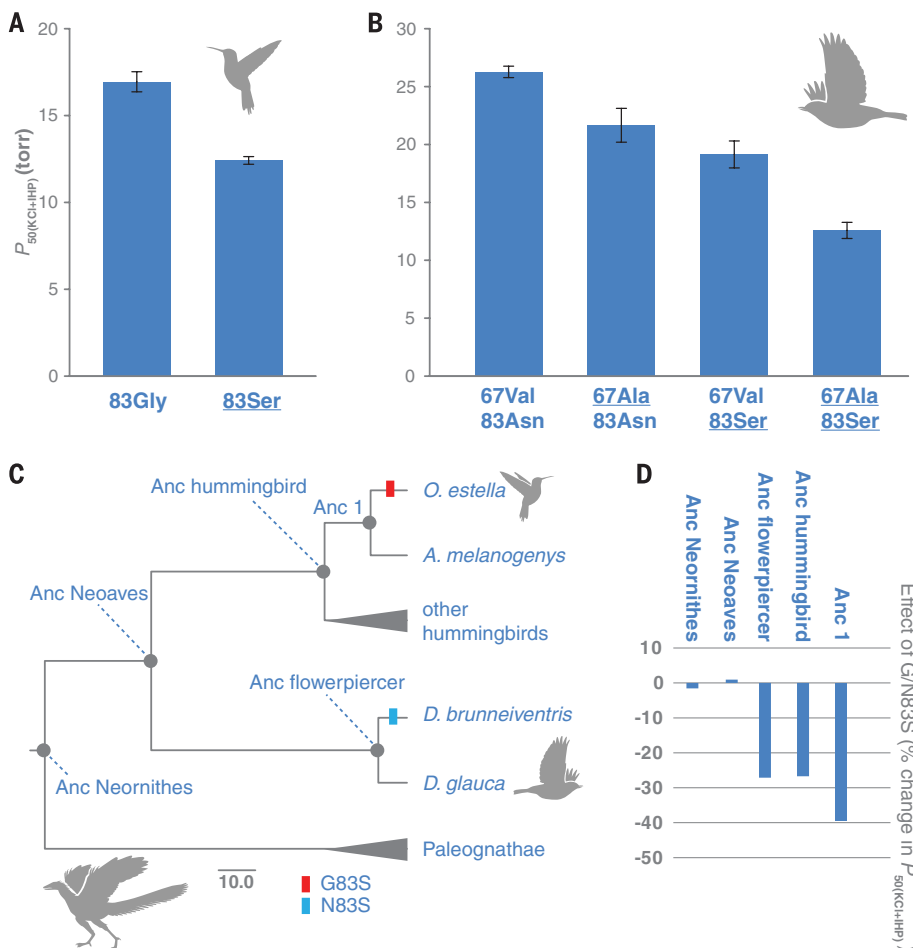 A
20
15
10
5
0
P50(KCl+IHP) (torr)
83Gly
83Ser
B
30
25
20
15
10
5
0
67Val
83Asn
67Ala
83Asn
67Val
83Ser
67Ala
83Ser
C
Anc hummingbird
Anc 1
O. estella
A. melanogenys
Anc Neoaves
other
hummingbirds
Anc flowerpiercer
D. brunneiventris
D. glauca
Anc Neornithes
Paleognathae
10.0
G83S
N83S
D
Anc Neornithes
Anc Neoaves
Anc flowerpiercer
Anc hummingbird
Anc 1
10
0
-10
-20
-30
-40
-50
Effect of G/N83S (% change in P50(KCl+IHP)